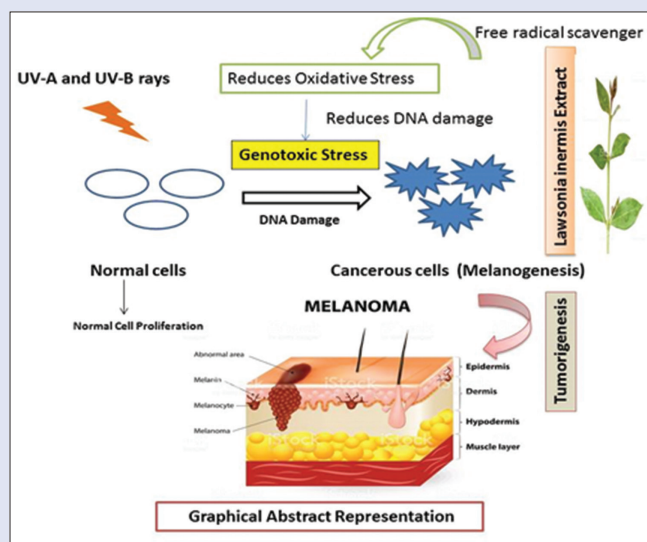 Free radical scavenger
UV-A and UV-B rays
Reduces Oxidative Stress
Reduces DNA damage
Genotoxic Stress
Lawsonia inermis Extract
DNA Damage
Normal cells
Cancerous cells (Melanogenesis)
Normal Cell Proliferation
MELANOMA
Tumorigenesis
Abnormal area
Melanin
Melanocyte
Melanoma
Epidermis
Dermis
Hypodermis
Muscle layer
iStock
iStock
Graphical Abstract Representation